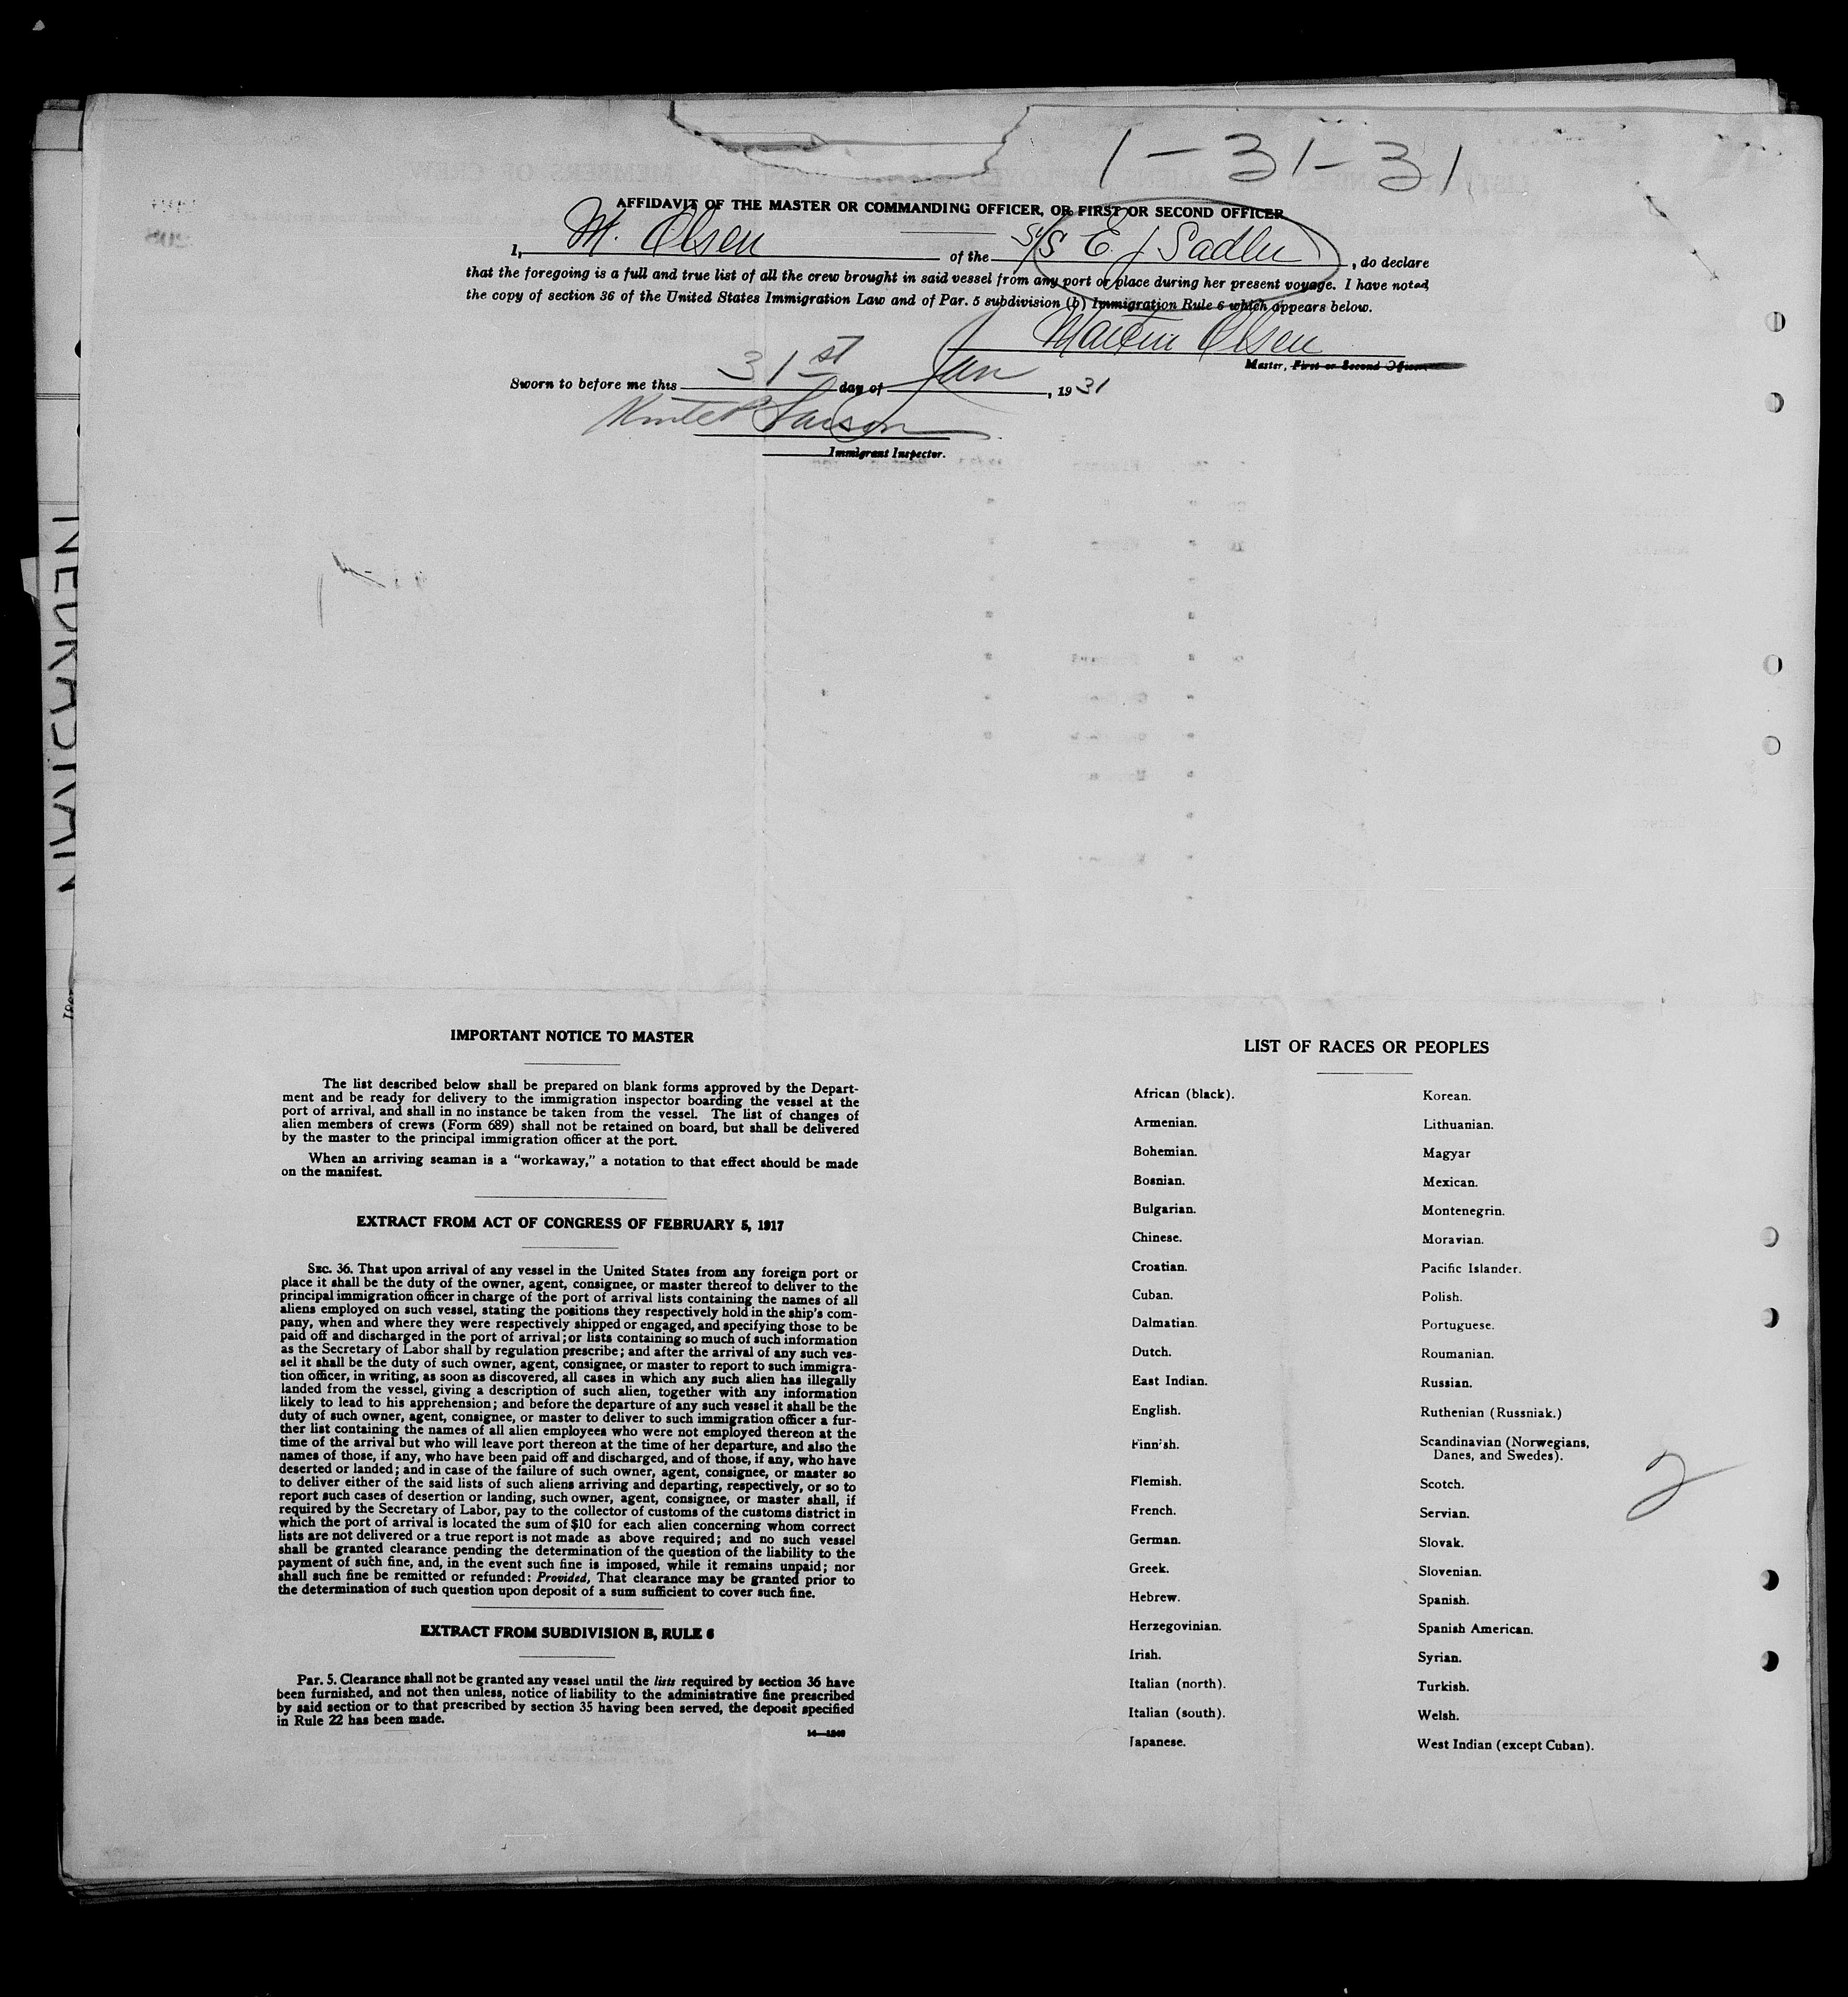 1-31-31
AFFIDAVIT OF THE MASTER OR COMMANDING OFFICER, OR FIRST OR SECOND OFFICER
I, M. Olsen of the S/S E J Sadler, do declare
that the foregoing is a full and true list of all the crew brought in said vessel from any port or place during her present voyage. I have noted
the copy of section 36 of the United States Immigration Law and of Par. 5 subdivision (b) Immigration Rule 6 which appears below.
Martin Olsen
Master, First or Second Officer
Sworn to before me this 31st day of Jan, 1931
Immigrant Inspector.
IMPORTANT NOTICE TO MASTER
The list described below shall be prepared on blank forms approved by the Depart-
ment and be ready for delivery to the immigration inspector boarding the vessel at the
port of arrival, and shall in no instance be taken from the vessel. The list of changes of
alien members of crews (Form 689) shall not be retained on board, but shall be delivered
by the master to the principal immigration officer at the port.
When an arriving seaman is a "workaway," a notation to that effect should be made
on the manifest.
EXTRACT FROM ACT OF CONGRESS OF FEBRUARY 5, 1917
SEC. 36. That upon arrival of any vessel in the United States from any foreign port or
place it shall be the duty of the owner, agent, consignee, or master thereof to deliver to the
principal immigration officer in charge of the port of arrival lists containing the names of all
aliens employed on such vessel, stating the positions they respectively hold in the ship's com-
pany, when and where they were respectively shipped or engaged, and specifying those to be
paid off and discharged in the port of arrival; or lists containing so much of such information
as the Secretary of Labor shall by regulation prescribe; and after the arrival of any such ves-
sel it shall be the duty of such owner, agent, consignee, or master to report to such immigra-
tion officer, in writing, as soon as discovered, all cases in which any such alien has illegally
landed from the vessel, giving a description of such alien, together with any information
likely to lead to his apprehension; and before the departure of any such vessel it shall be the
duty of such owner, agent, consignee, or master to deliver to such immigration officer a fur-
ther list containing the names of all alien employees who were not employed thereon at the
time of the arrival but who will leave port thereon at the time of her departure, and also the
names of those, if any, who have been paid off and discharged, and of those, if any, who have
deserted or landed; and in case of the failure of such owner, agent, consignee, or master so
to deliver either of the said lists of such aliens arriving and departing, respectively, or so to
report such cases of desertion or landing, such owner, agent, consignee, or master shall, if
required by the Secretary of Labor, pay to the collector of customs of the customs district in
which the port of arrival is located the sum of $10 for each alien concerning whom correct
lists are not delivered or a true report is not made as above required; and no such vessel
shall be granted clearance pending the determination of the question of the liability to the
payment of such fine, and, in the event such fine is imposed, while it remains unpaid; nor
shall such fine be remitted or refunded: Provided, That clearance may be granted prior to
the determination of such question upon deposit of a sum sufficient to cover such fine.
EXTRACT FROM SUBDIVISION B, RULE 6
Par. 5. Clearance shall not be granted any vessel until the lists required by section 36 have
been furnished, and not then unless, notice of liability to the administrative fine prescribed
by said section or to that prescribed by section 35 having been served, the deposit specified
in Rule 22 has been made.
LIST OF RACES OR PEOPLES
African (black).
Armenian.
Bohemian.
Bosnian.
Bulgarian.
Chinese.
Croatian.
Cuban.
Dalmatian.
Dutch.
East Indian.
English.
Finnish.
Flemish.
French.
German.
Greek.
Hebrew.
Herzegovinian.
Irish.
Italian (north).
Italian (south).
Japanese.
Korean.
Lithuanian.
Magyar
Mexican.
Montenegrin.
Moravian.
Pacific Islander.
Polish.
Portuguese.
Roumanian.
Russian.
Ruthenian (Russniak.)
Scandinavian (Norwegians,
Danes, and Swedes).
Scotch.
Servian.
Slovak.
Slovenian.
Spanish.
Spanish American.
Syrian.
Turkish.
Welsh.
West Indian (except Cuban).
2